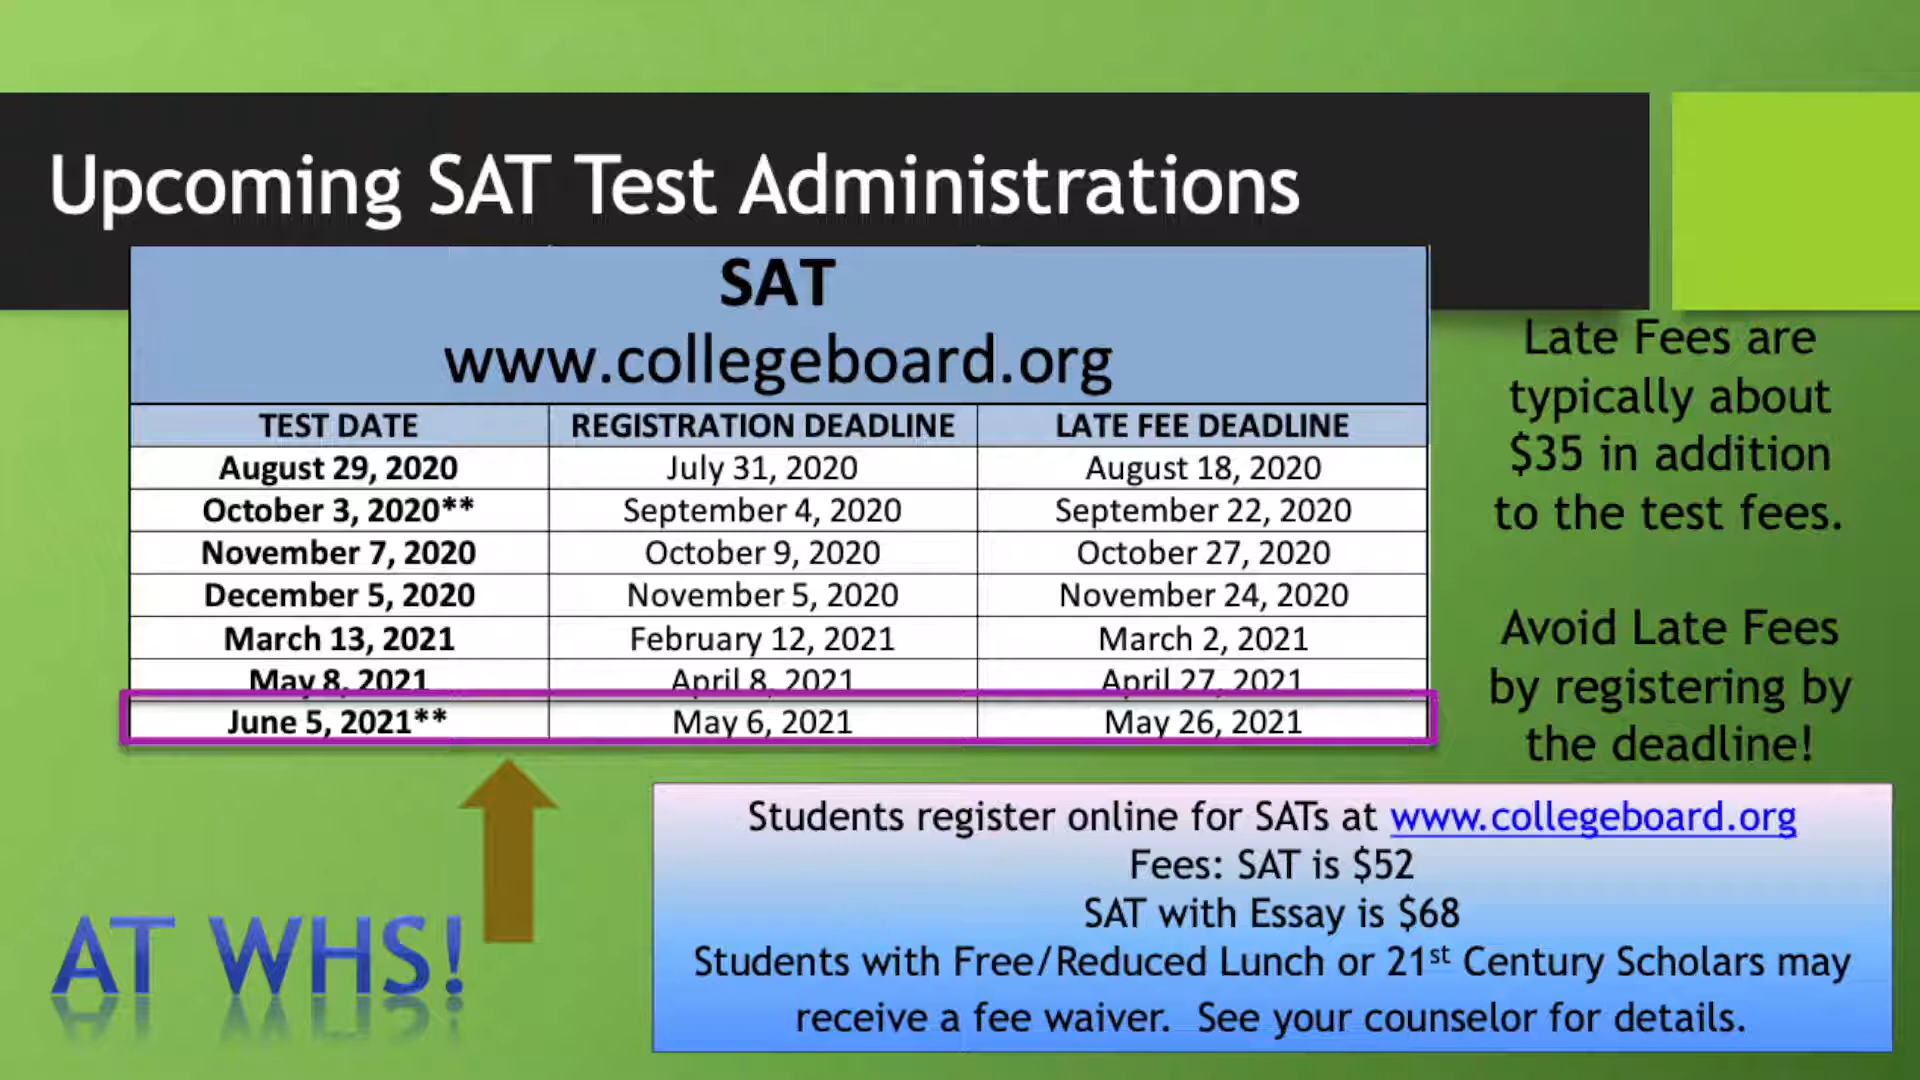 Upcoming SAT Test Administrations
SAT
www.collegeboard.org
TEST DATE REGISTRATION DEADLINE LATE FEE DEADLINE
August 29, 2020 July 31, 2020 August 18, 2020
October 3, 2020** September 4, 2020 September 22, 2020
November 7, 2020 October 9, 2020 October 27, 2020
December 5, 2020 November 5, 2020 November 24, 2020
March 13, 2021 February 12, 2021 March 2, 2021
May 8, 2021 April 8, 2021 April 27, 2021
June 5, 2021** May 6, 2021 May 26, 2021
Late Fees are
typically about
$35 in addition
to the test fees.
Avoid Late Fees
by registering by
the deadline!
AT WHS!
Students register online for SATs at www.collegeboard.org
Fees: SAT is $52
SAT with Essay is $68
Students with Free/Reduced Lunch or 21st Century Scholars may
receive a fee waiver. See your counselor for details.